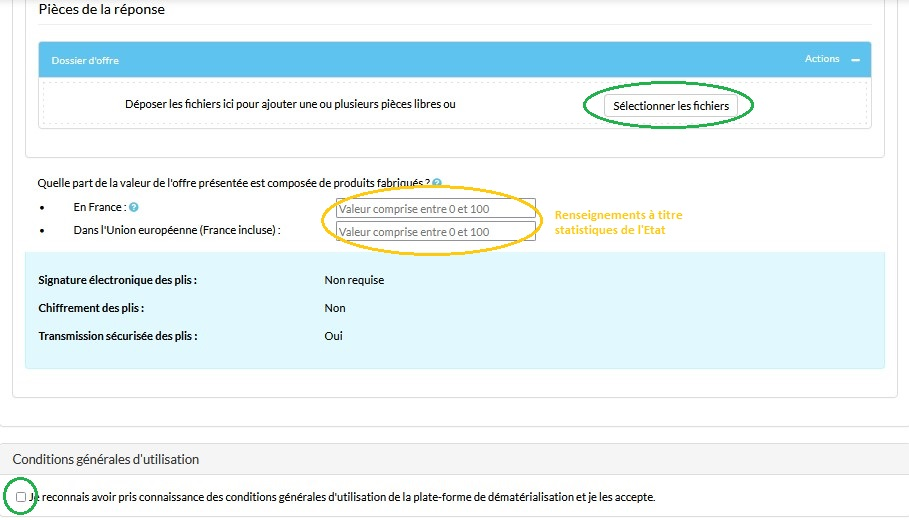 Pièces de la réponse
Dossier d'offre
Actions
Déposer les fichiers ici pour ajouter une ou plusieurs pièces libres ou
Sélectionner les fichiers
Quelle part de la valeur de l'offre présentée est composée de produits fabriqués ? ?
• En France : ? Valeur comprise entre 0 et 100
• Dans l'Union européenne (France incluse) : Valeur comprise entre 0 et 100
Renseignements à titre
statistiques de l'Etat
Signature électronique des plis : Non requise
Chiffrement des plis : Non
Transmission sécurisée des plis : Oui
Conditions générales d'utilisation
Je reconnais avoir pris connaissance des conditions générales d'utilisation de la plate-forme de dématérialisation et je les accepte.